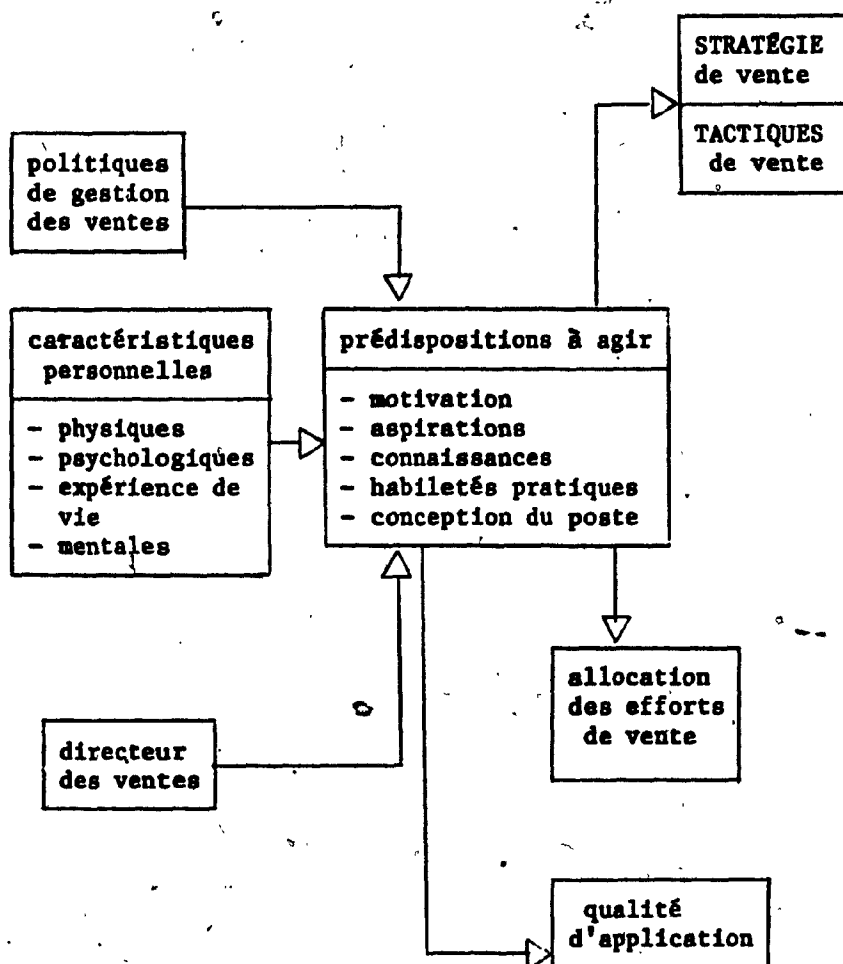 STRATÉGIE
de vente
TACTIQUES
de vente
politiques
de gestion
des ventes
caractéristiques
personnelles
- physiques
- psychologiques
- expérience de
vie
- mentales
prédispositions à agir
- motivation
- aspirations
- connaissances
- habiletés pratiques
- conception du poste
allocation
des efforts
de vente
directeur
des ventes
qualité
d'application